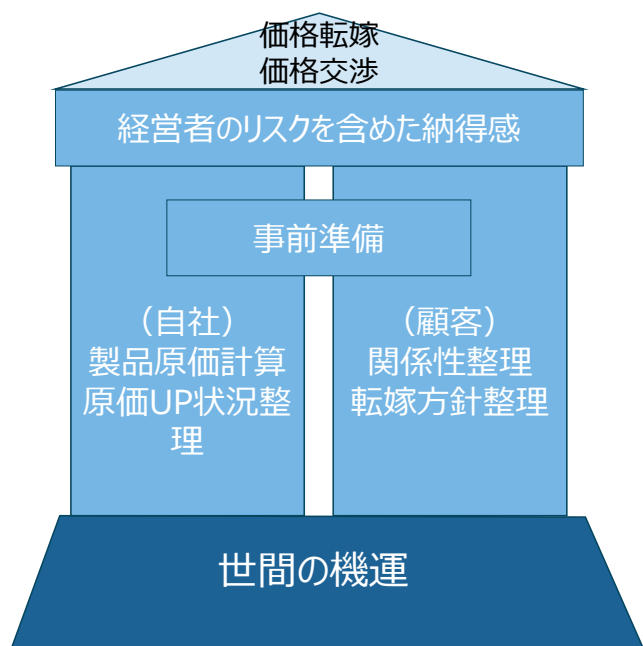 価格転嫁
価格交渉
経営者のリスクを含めた納得感
事前準備
（自社）
製品原価計算
原価UP状況整
理
（顧客）
関係性整理
転嫁方針整理
世間の機運